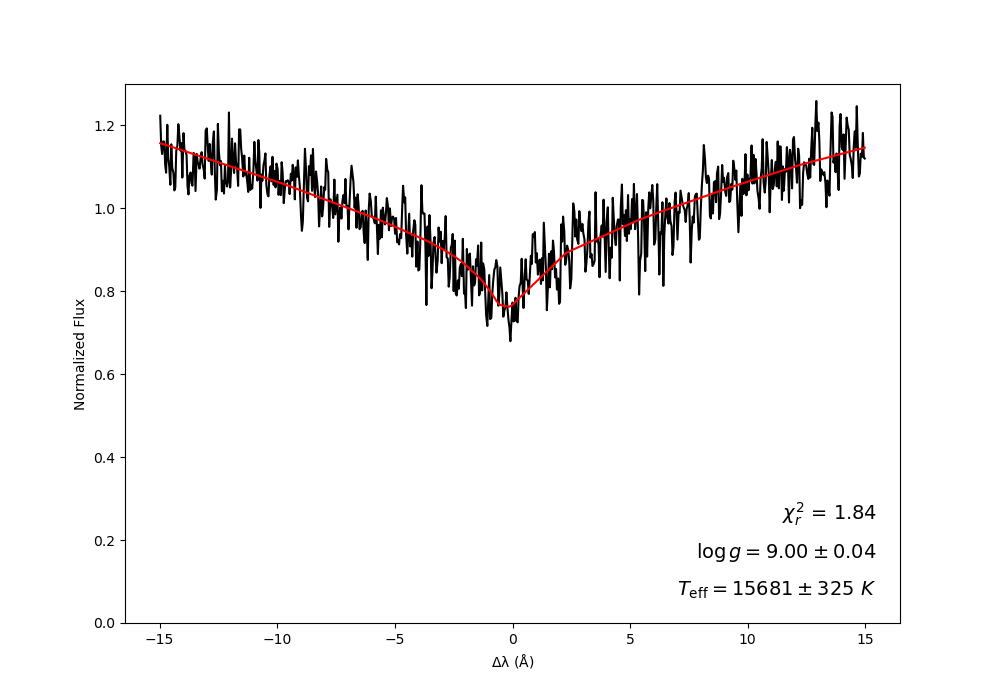 1.2
1.0
0.8
0.6
0.4
0.2
0.0
Normalized Flux
χ²ᵣ = 1.84
log g = 9.00 ± 0.04
T_eff = 15681 ± 325 K
−15 −10 −5 0 5 10 15
Δλ (Å)